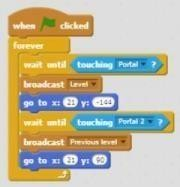 when clicked
forever
wait until touching Portal ?
broadcast Level
go to x: 21 y: -144
wait until touching Portal 2 ?
broadcast Previous level
go to x: 21 y: 90